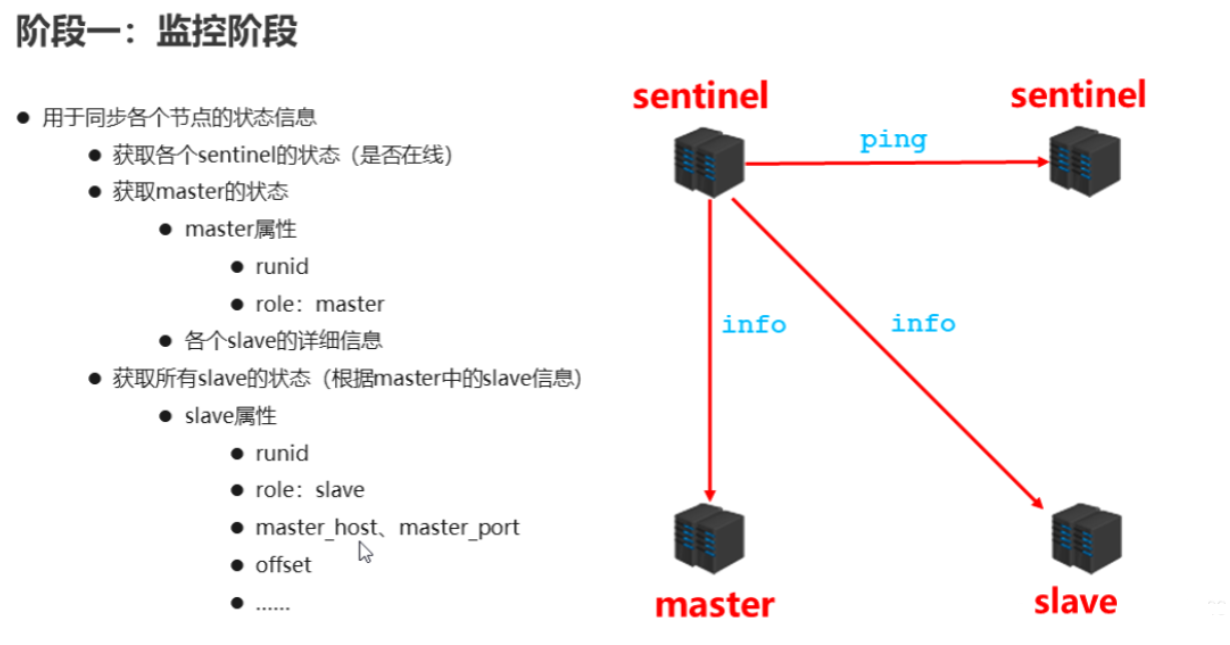 阶段一：监控阶段
● 用于同步各个节点的状态信息
● 获取各个sentinel的状态（是否在线）
● 获取master的状态
● master属性
● runid
● role：master
● 各个slave的详细信息
● 获取所有slave的状态（根据master中的slave信息）
● slave属性
● runid
● role：slave
● master_host、master_port
● offset
● ……
sentinel
sentinel
ping
info
info
master
slave